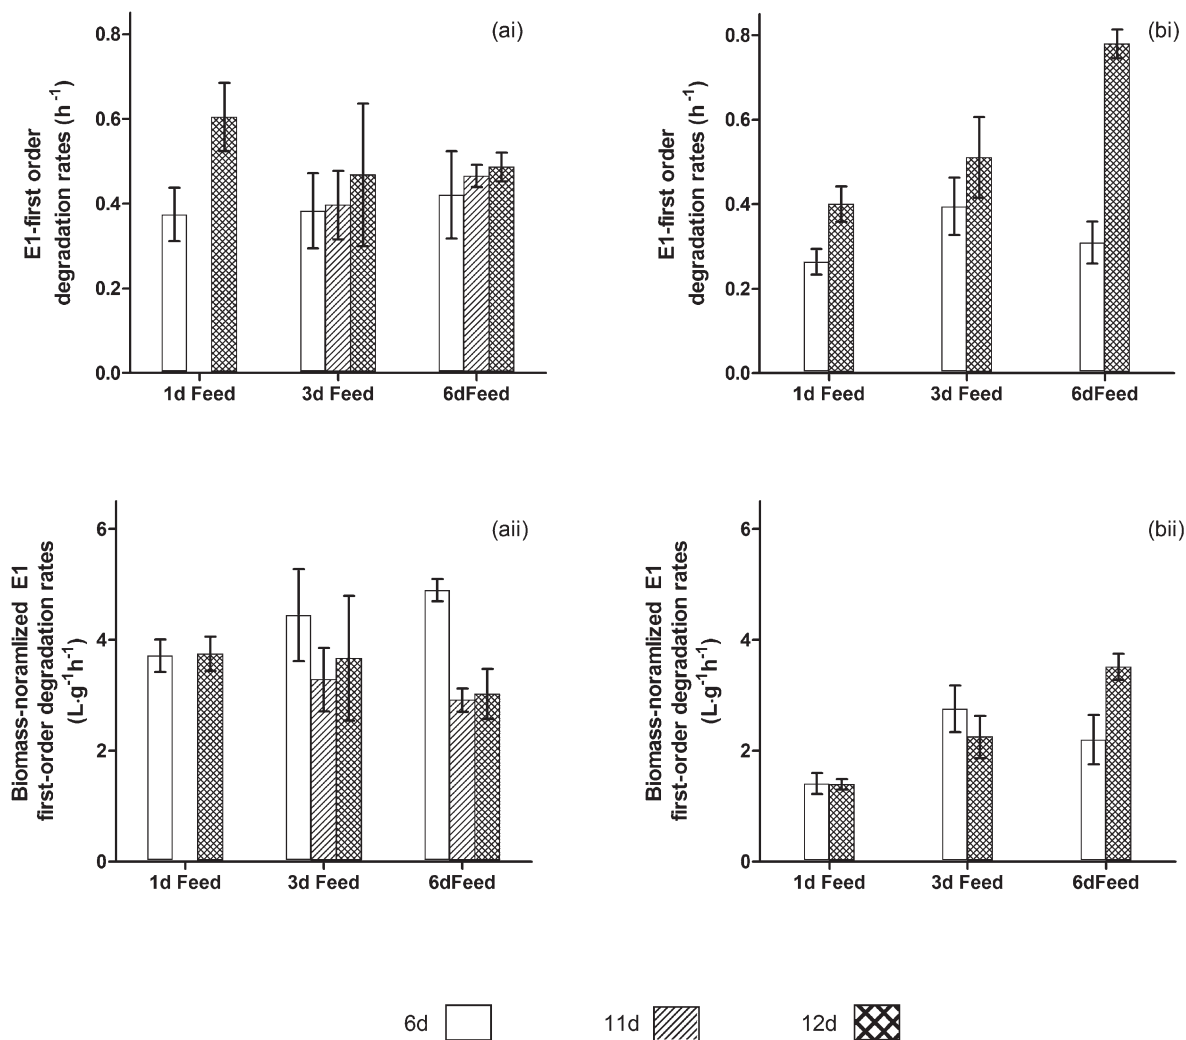 (ai)
E1-first order
degradation rates (h⁻¹)
0.8
0.6
0.4
0.2
0.0
1d Feed 3d Feed 6dFeed
(bi)
E1-first order
degradation rates (h⁻¹)
0.8
0.6
0.4
0.2
0.0
1d Feed 3d Feed 6dFeed
(aii)
Biomass-noramlized E1
first-order degradation rates
(L·g⁻¹h⁻¹)
6
4
2
0
1d Feed 3d Feed 6dFeed
(bii)
Biomass-noramlized E1
first-order degradation rates
(L·g⁻¹h⁻¹)
6
4
2
0
1d Feed 3d Feed 6dFeed
6d 11d 12d